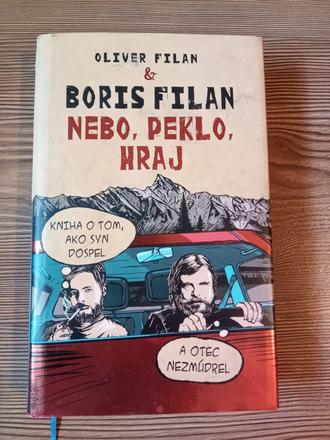 OLIVER FILAN
&
BORIS FILAN
NEBO, PEKLO,
HRAJ
KNIHA O TOM,
AKO SYN
DOSPEL
A OTEC
NEZMÚDREL